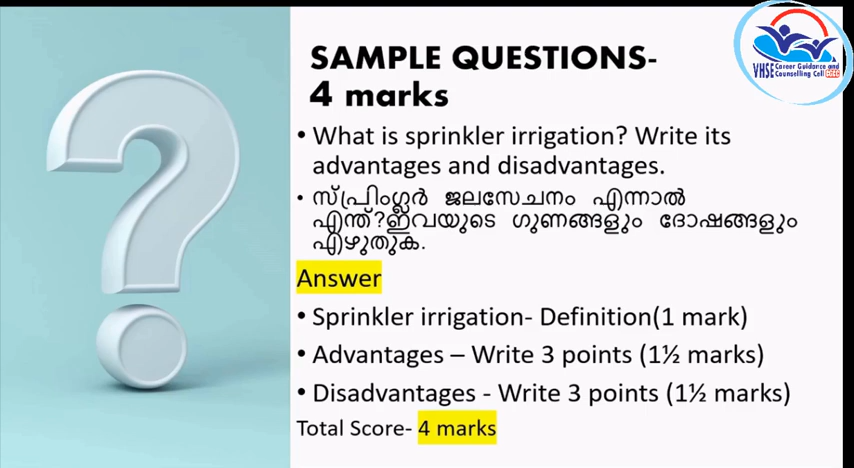 SAMPLE QUESTIONS-
4 marks
VHSE Career Guidance and
Counselling Cell CGCC
• What is sprinkler irrigation? Write its
advantages and disadvantages.
• സ്പ്രിംഗ്ലർ ജലസേചനം എന്നാൽ
എന്ത്?ഇവയുടെ ഗുണങ്ങളും ദോഷങ്ങളും
എഴുതുക.
Answer
• Sprinkler irrigation- Definition(1 mark)
• Advantages – Write 3 points (1½ marks)
• Disadvantages - Write 3 points (1½ marks)
Total Score- 4 marks